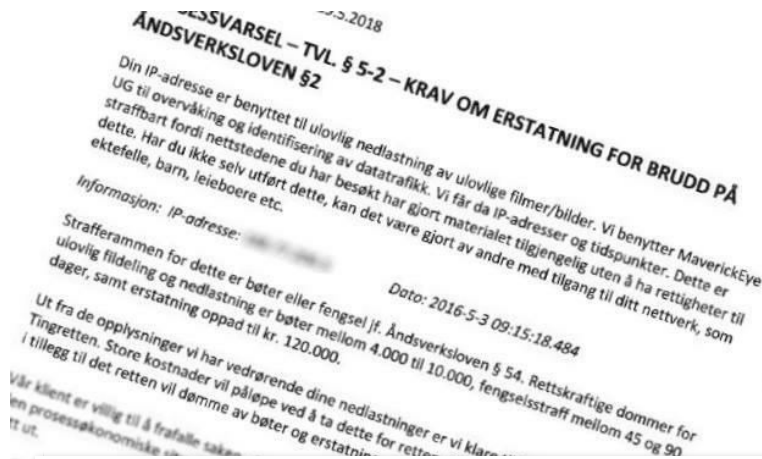 5.2018
SSVARSEL – TVL. § 5-2 – KRAV OM ERSTATNING FOR BRUDD PÅ
ÅNDSVERKSLOVEN §2
Din IP-adresse er benyttet til ulovlig nedlastning av ulovlige filmer/bilder. Vi benytter MaverickEye
UG til overvåking og identifisering av datatrafikk. Vi får da IP-adresser og tidspunkter. Dette er
straffbart fordi nettstedene du har besøkt har gjort materialet tilgjengelig uten å ha rettigheter til
dette. Har du ikke selv utført dette, kan det være gjort av andre med tilgang til ditt nettverk, som
ektefelle, barn, leieboere etc.
Informasjon: IP-adresse:
Dato: 2016-5-3 09:15:18.484
Strafferammen for dette er bøter eller fengsel jf. Åndsverksloven § 54. Rettskraftige dommer for
ulovlig fildeling og nedlastning er bøter mellom 4.000 til 10.000, fengselsstraff mellom 45 og 90
dager, samt erstatning oppad til kr. 120.000.
Ut fra de opplysninger vi har vedrørende dine nedlastninger er vi klare
Tingretten. Store kostnader vil påløpe ved å ta dette for retten
i tillegg til det retten vil dømme av bøter og erstatning
Vår klient er villig til å frafalle saken
en prosessøkonomiske
t ut.